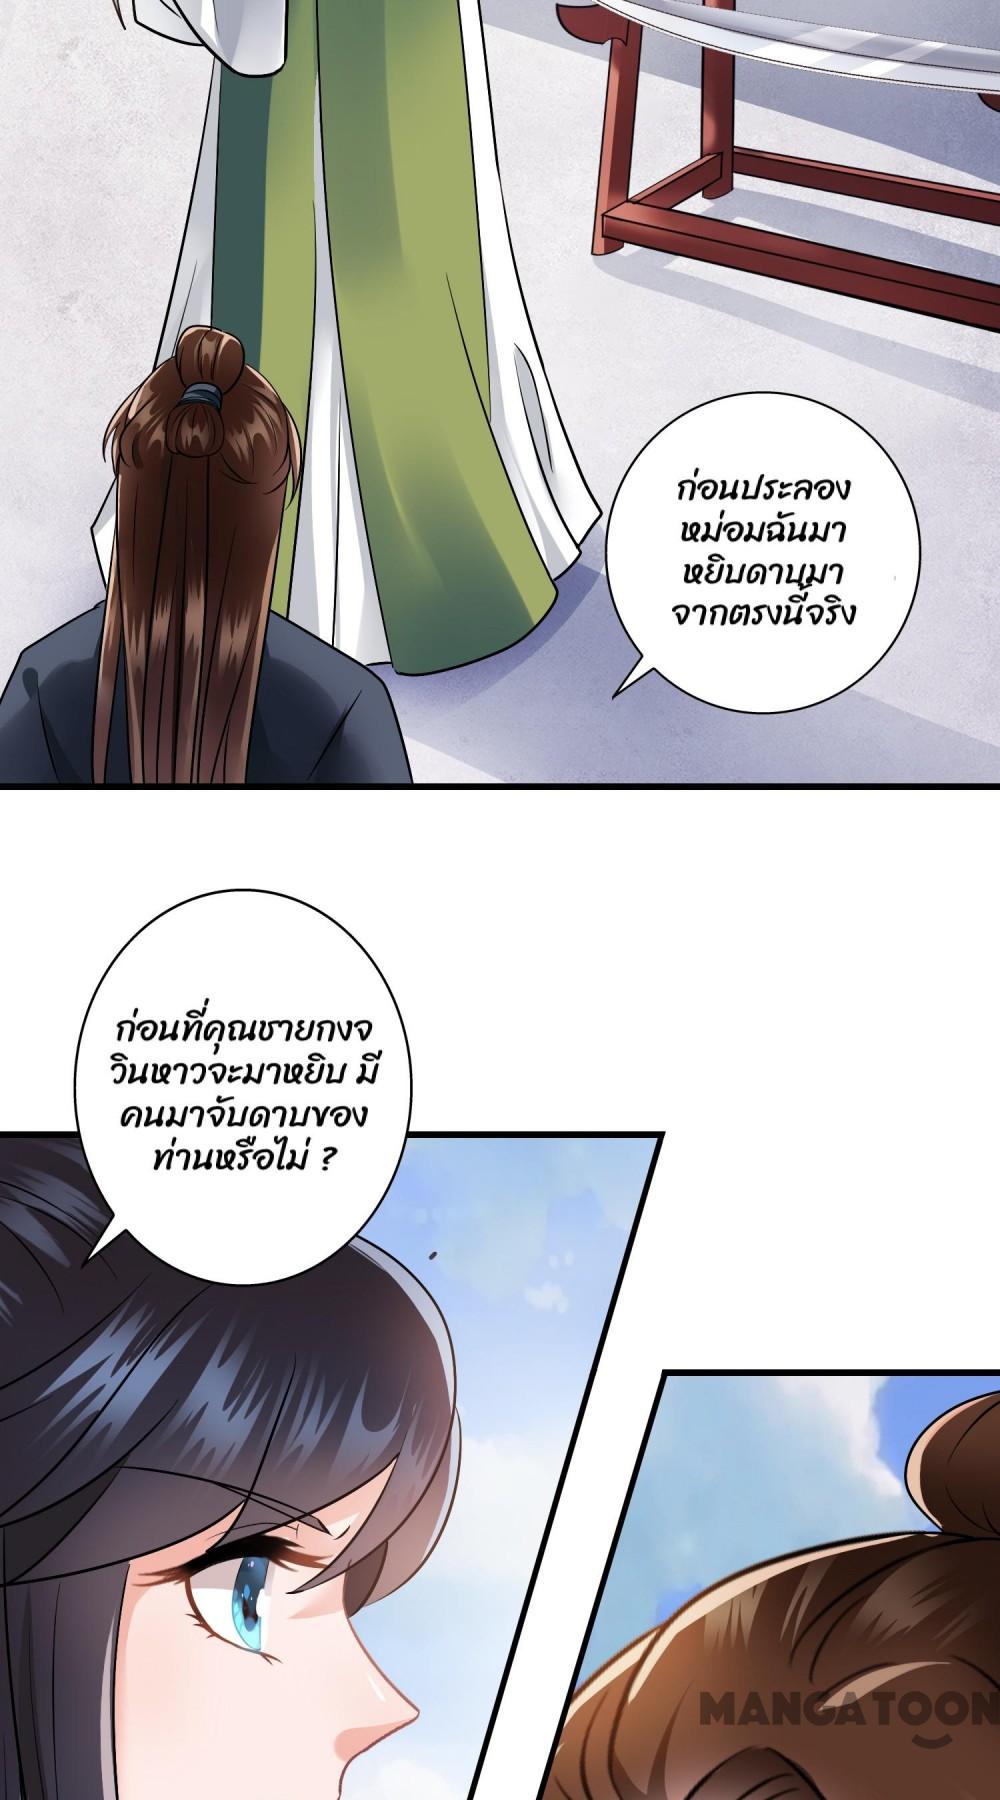 ก่อนประลอง
หม่อมฉันมา
หยิบดาบมา
จากตรงนี้จริง
ก่อนที่คุณชายกงจ
วินหาวจะมาหยิบ มี
คนมาจับดาบของ
ท่านหรือไม่ ?
MANGATOON